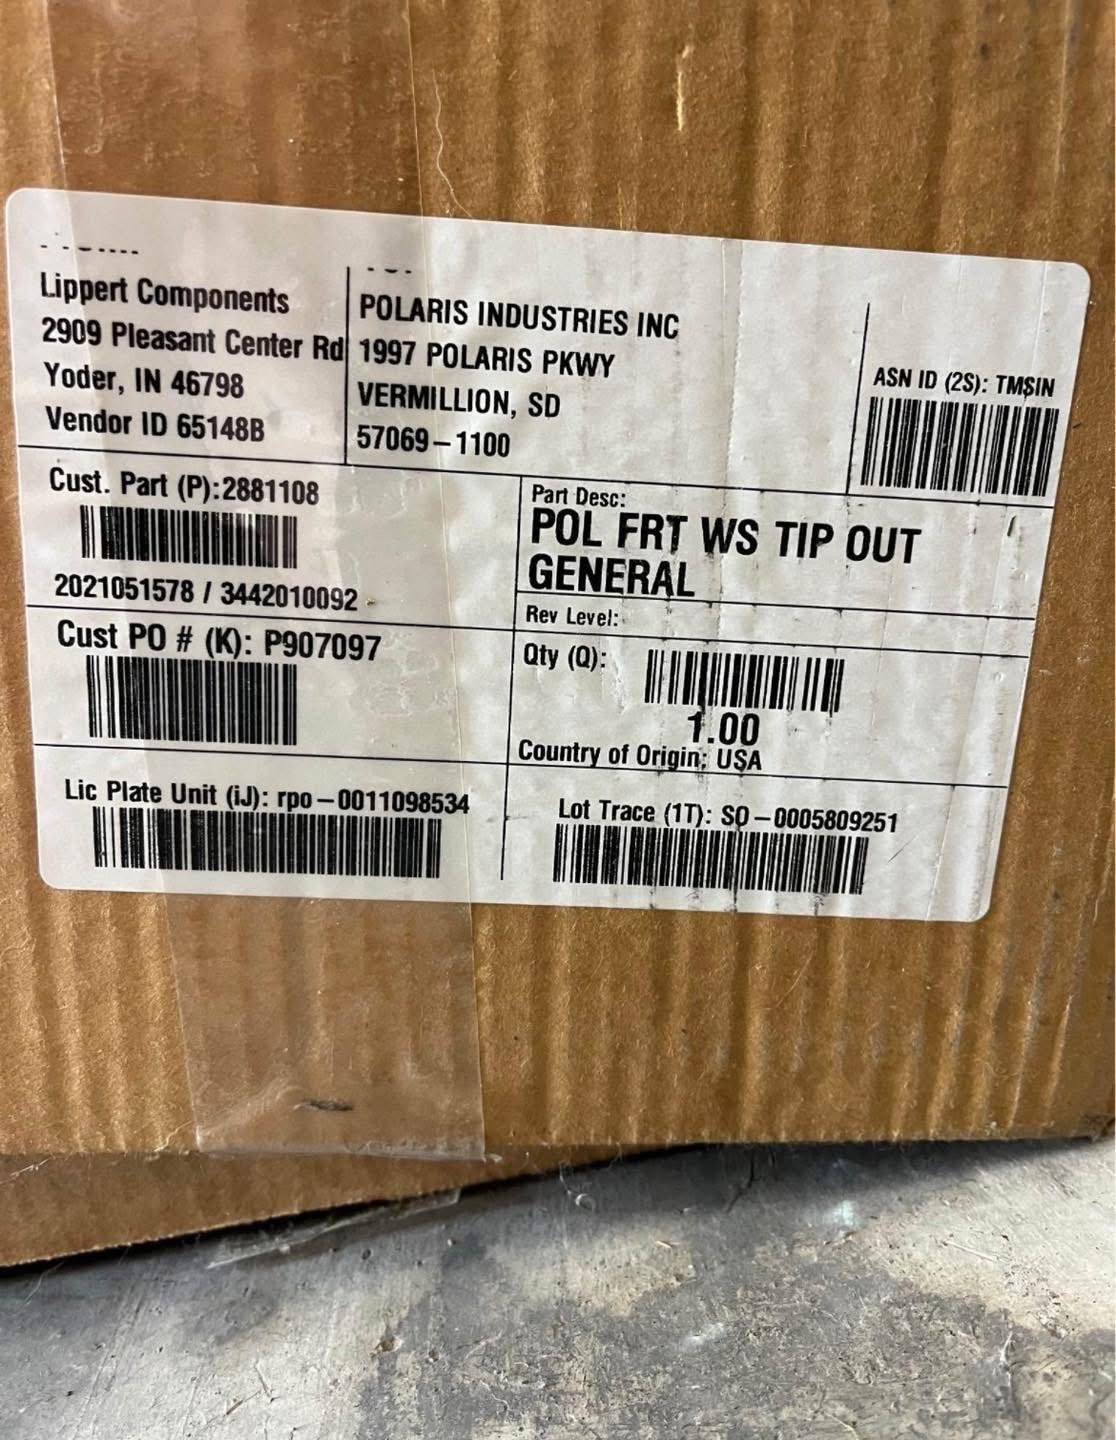 Lippert Components
2909 Pleasant Center Rd
Yoder, IN 46798
Vendor ID 65148B
POLARIS INDUSTRIES INC
1997 POLARIS PKWY
VERMILLION, SD
57069-1100
ASN ID (2S): TMSIN
Cust. Part (P):2881108
2021051578 / 3442010092
Part Desc:
POL FRT WS TIP OUT
GENERAL
Rev Level:
Cust PO # (K): P907097
Qty (Q):
1.00
Country of Origin: USA
Lic Plate Unit (iJ): rpo-0011098534
Lot Trace (1T): SO-0005809251